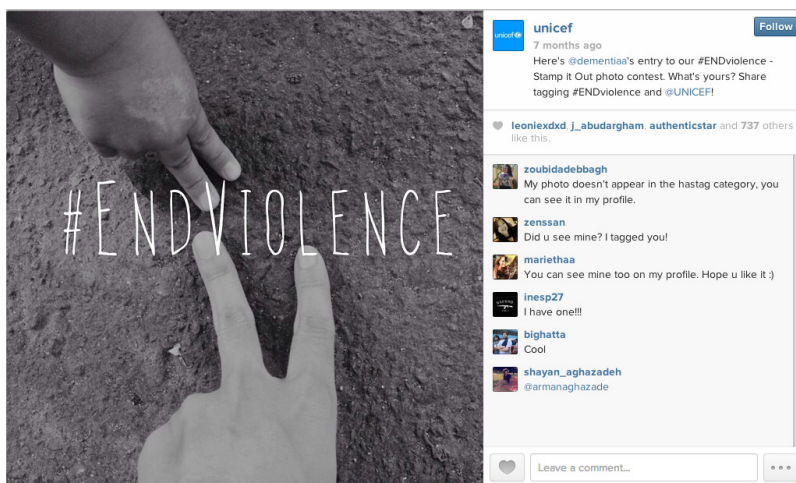 #ENDVIOLENCE
unicef
unicef
Follow
7 months ago
Here's @dementiaa's entry to our #ENDviolence -
Stamp it Out photo contest. What's yours? Share
tagging #ENDviolence and @UNICEF!
leoniexdxd, j_abudargham, authenticstar and 737 others
like this.
zoubidadebbagh
My photo doesn't appear in the hastag category, you
can see it in my profile.
zenssan
Did u see mine? I tagged you!
mariethaa
You can see mine too on my profile. Hope u like it :)
inesp27
I have one!!!
bighatta
Cool
shayan_aghazadeh
@armanaghazade
Leave a comment...